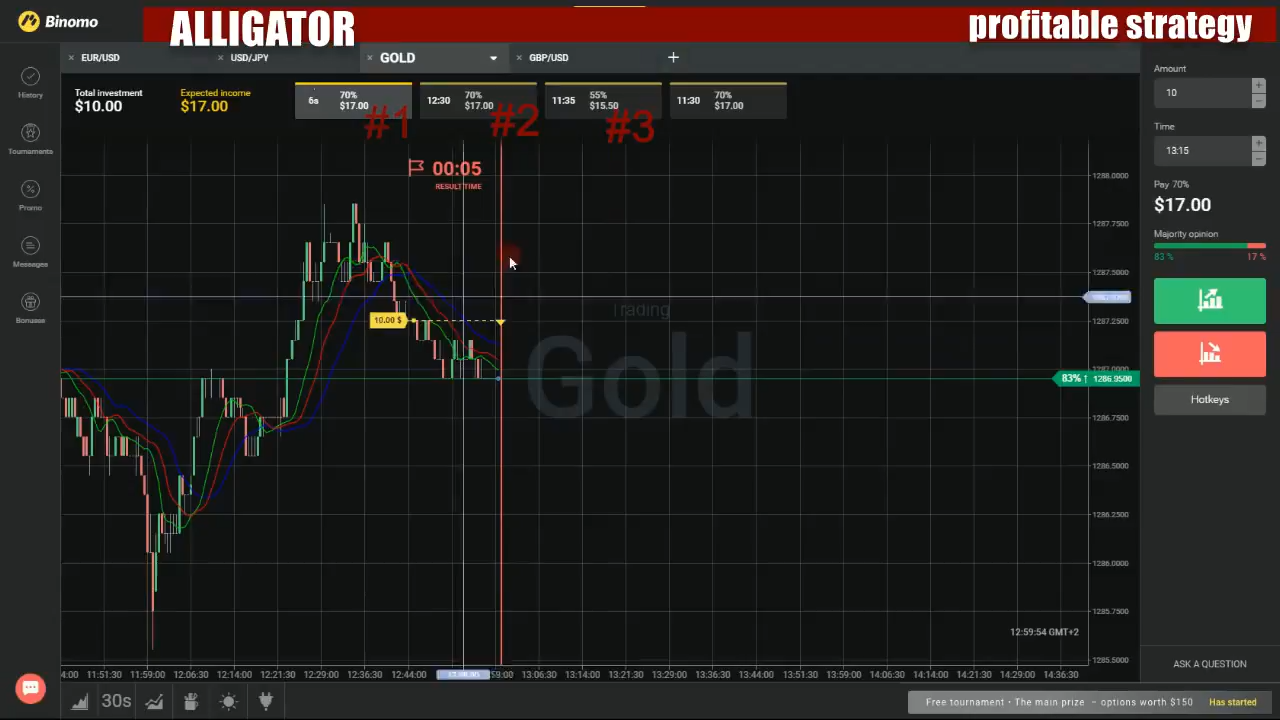 Binomo
ALLIGATOR
profitable strategy
EUR/USD
USD/JPY
GOLD
GBP/USD
History
Tournaments
Promo
Messages
Bonuses
Total investment
$10.00
Expected income
$17.00
6s
70%
$17.00
12:30
70%
$17.00
11:35
55%
$15.50
11:30
70%
$17.00
#1
#2
#3
00:05
RESULT TIME
10.00 $
Trading
Gold
1288.0000
1287.7500
1287.5000
1287.2500
83% ↑ 1286.9500
1286.7500
1286.5000
1286.2500
1286.0000
1285.7500
1285.5000
12:59:54 GMT+2
11:51:30
11:59:00
12:06:30
12:14:00
12:21:30
12:29:00
12:36:30
12:44:00
13:06:30
13:14:00
13:21:30
13:29:00
13:36:30
13:44:00
13:51:30
13:59:00
14:06:30
14:14:00
14:21:30
14:29:00
14:36:30
30s
Amount
10
Time
13:15
Pay 70%
$17.00
Majority opinion
83 %
17 %
Hotkeys
ASK A QUESTION
Free tournament • The main prize – options worth $150 Has started